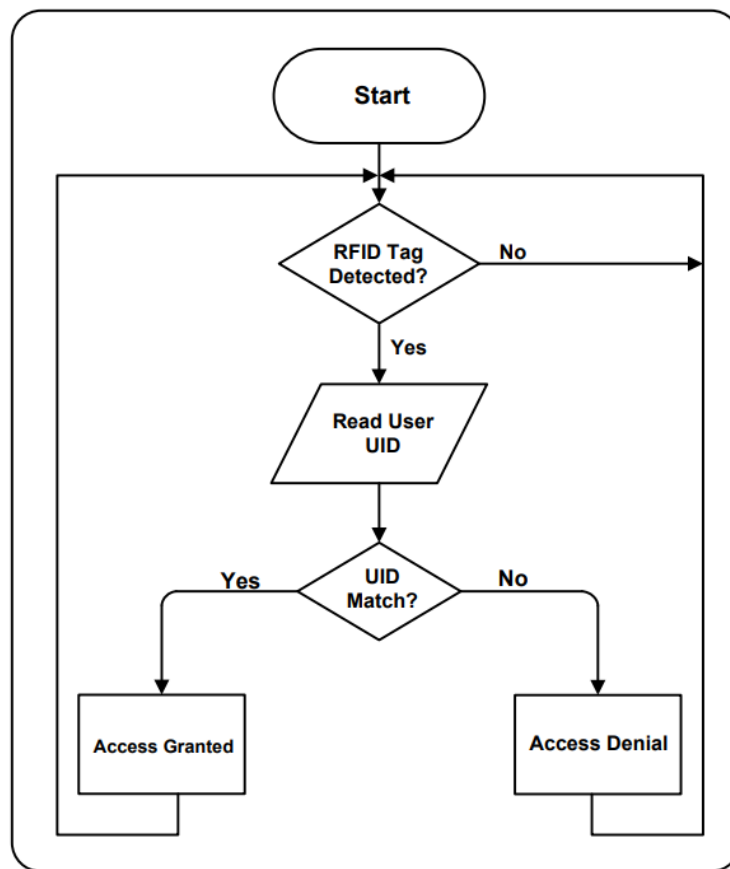 Start
RFID Tag
Detected?
No
Yes
Read User
UID
UID
Match?
Yes
No
Access Granted
Access Denial